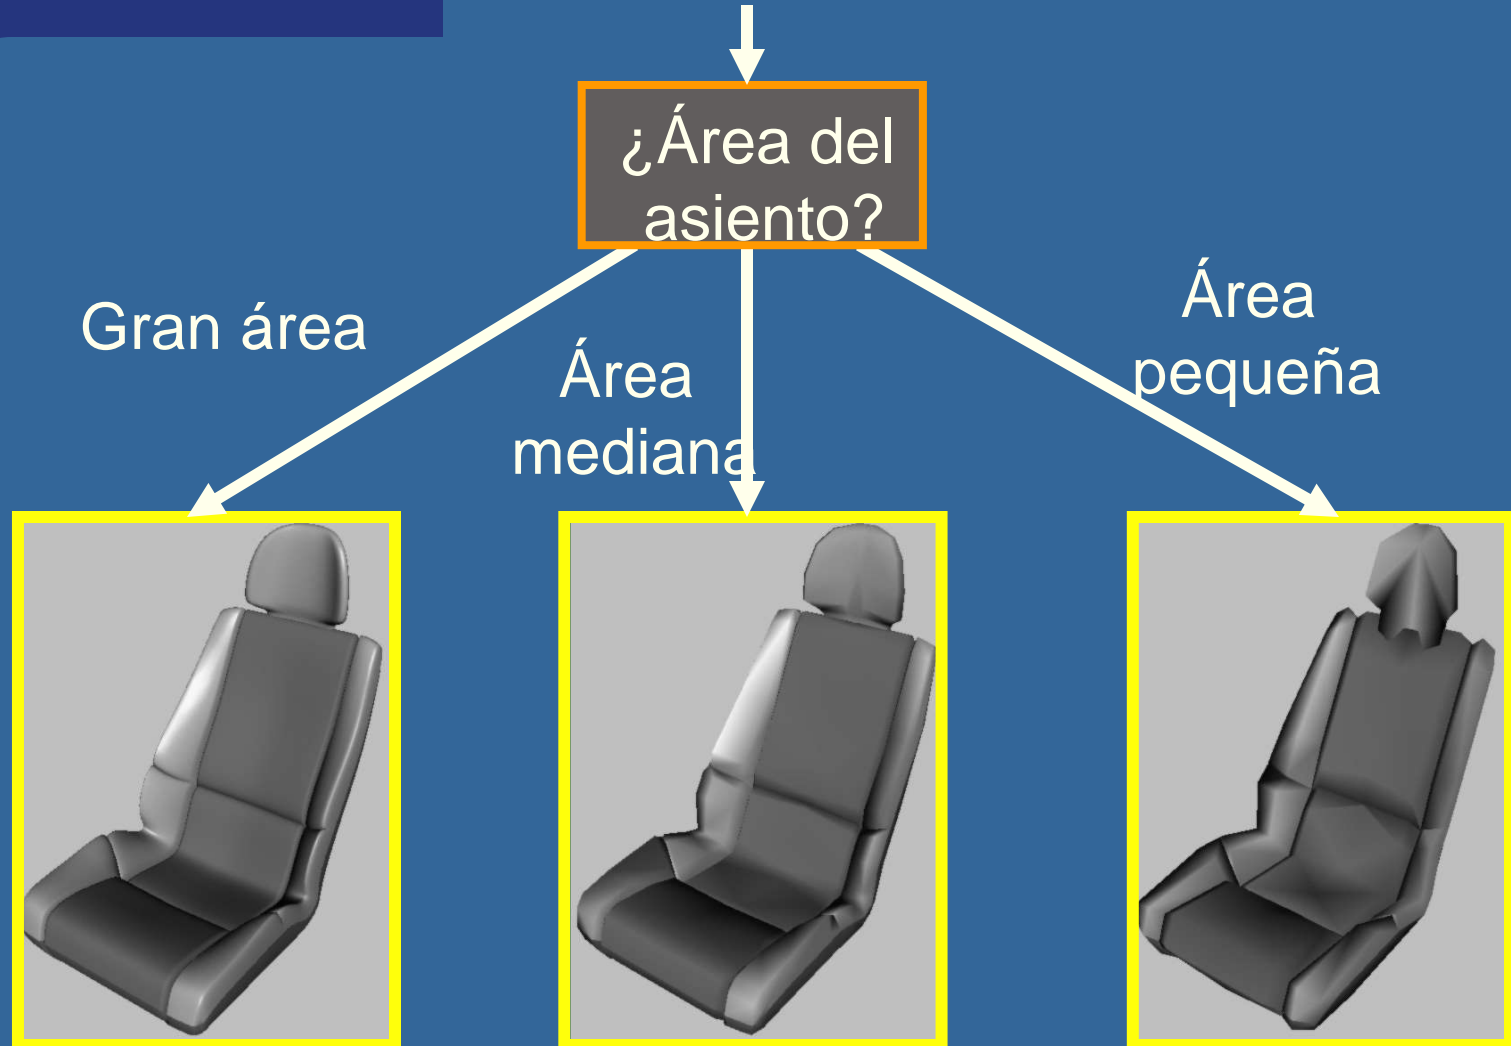 ¿Área del
asiento?
Gran área
Área
mediana
Área
pequeña